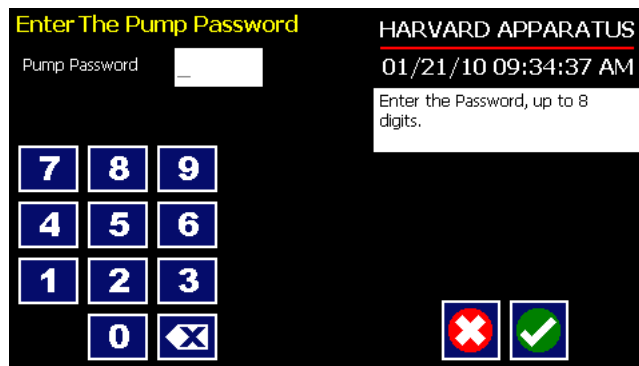 Enter The Pump Password
Pump Password
_
HARVARD APPARATUS
01/21/10 09:34:37 AM
Enter the Password, up to 8
digits.
7 8 9
4 5 6
1 2 3
0